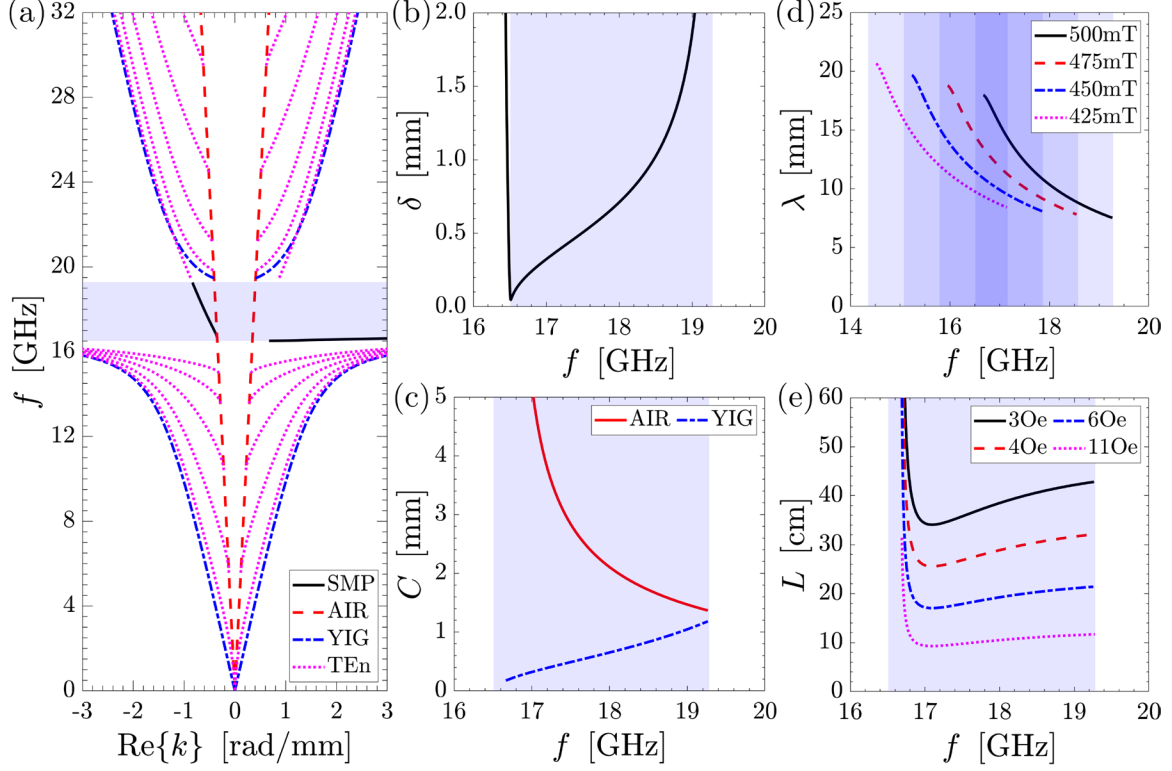 (a)
32
28
24
20
16
12
8
4
0
f [GHz]
-3 -2 -1 0 1 2 3
Re{k} [rad/mm]
SMP
AIR
YIG
TEn
(b)
2.0
1.5
1.0
0.5
0.0
δ [mm]
16 17 18 19 20
f [GHz]
(c)
5
4
3
2
1
0
C [mm]
AIR YIG
16 17 18 19 20
f [GHz]
(d)
25
20
15
10
5
0
λ [mm]
500mT
475mT
450mT
425mT
14 16 18 20
f [GHz]
(e)
60
50
40
30
20
10
0
L [cm]
3Oe 6Oe
4Oe 11Oe
16 17 18 19 20
f [GHz]